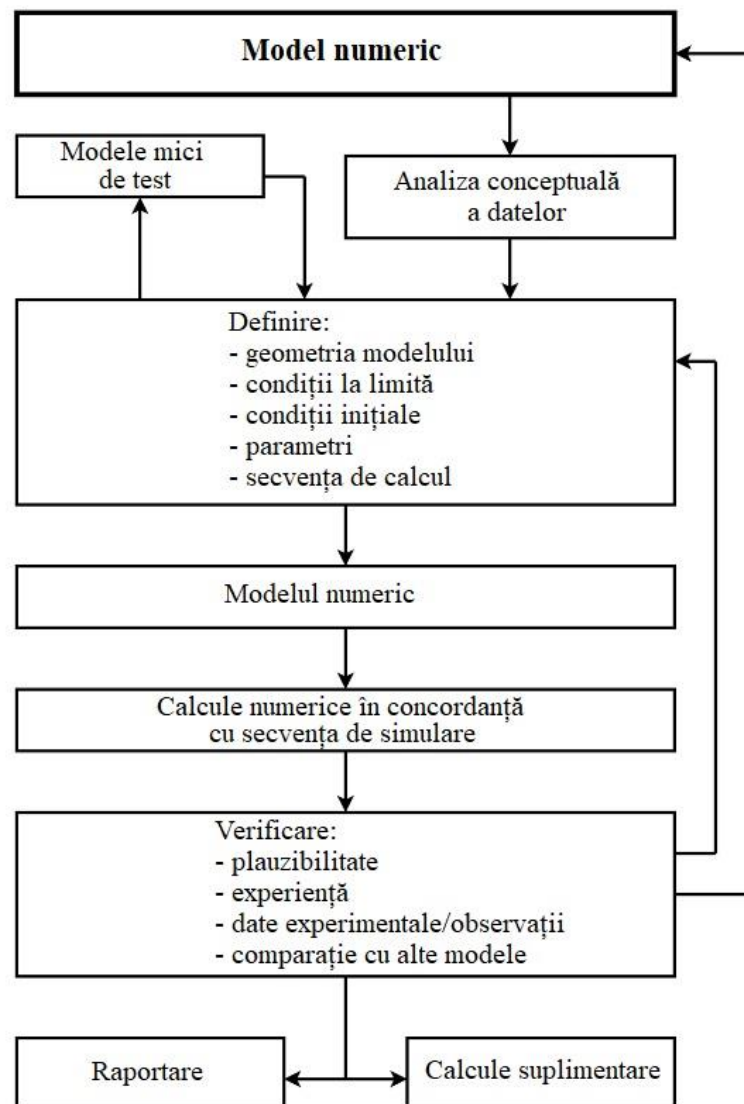 Model numeric
Modele mici
de test
Analiza conceptuală
a datelor
Definire:
- geometria modelului
- condiții la limită
- condiții inițiale
- parametri
- secvența de calcul
Modelul numeric
Calcule numerice în concordanță
cu secvența de simulare
Verificare:
- plauzibilitate
- experiență
- date experimentale/observații
- comparație cu alte modele
Raportare
Calcule suplimentare